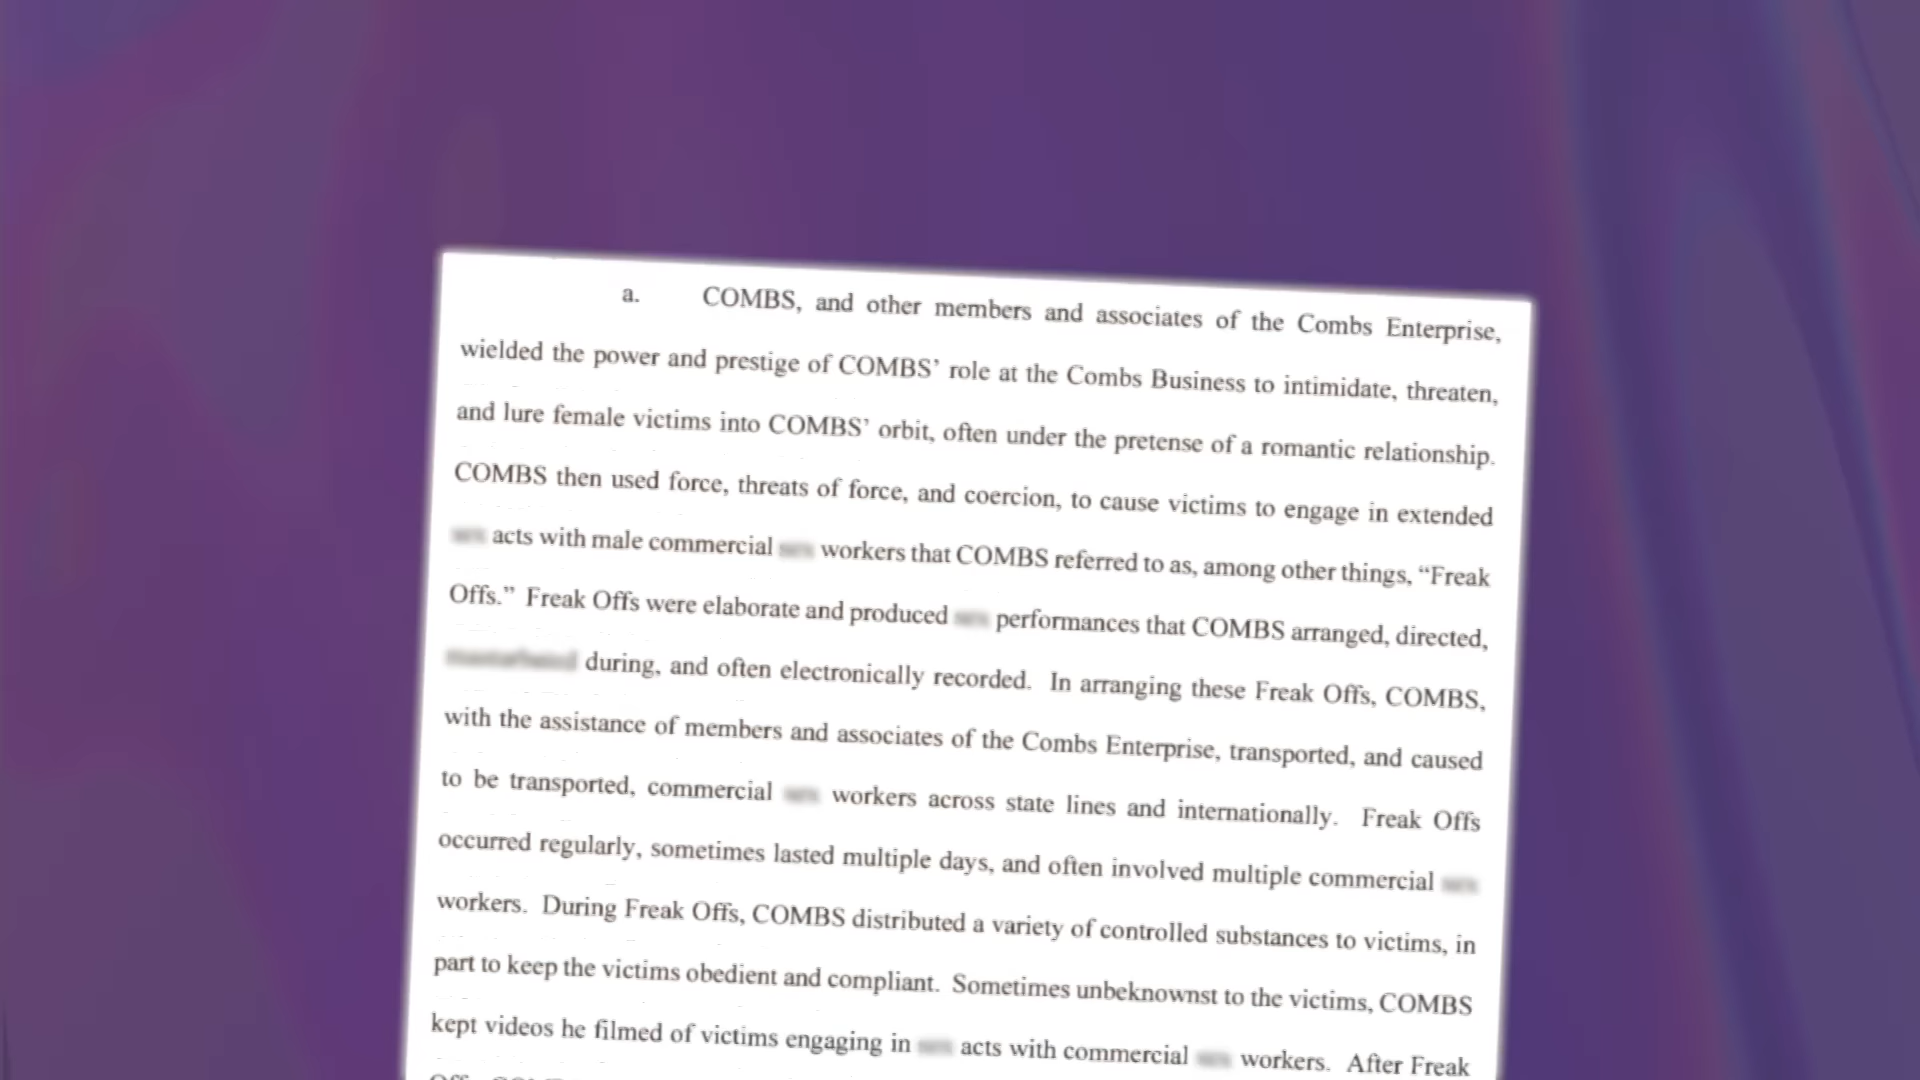 a. COMBS, and other members and associates of the Combs Enterprise,
wielded the power and prestige of COMBS’ role at the Combs Business to intimidate, threaten,
and lure female victims into COMBS’ orbit, often under the pretense of a romantic relationship.
COMBS then used force, threats of force, and coercion, to cause victims to engage in extended
acts with male commercial workers that COMBS referred to as, among other things, “Freak
Offs.” Freak Offs were elaborate and produced performances that COMBS arranged, directed,
during, and often electronically recorded. In arranging these Freak Offs, COMBS,
with the assistance of members and associates of the Combs Enterprise, transported, and caused
to be transported, commercial workers across state lines and internationally. Freak Offs
occurred regularly, sometimes lasted multiple days, and often involved multiple commercial
workers. During Freak Offs, COMBS distributed a variety of controlled substances to victims, in
part to keep the victims obedient and compliant. Sometimes unbeknownst to the victims, COMBS
kept videos he filmed of victims engaging in acts with commercial workers. After Freak